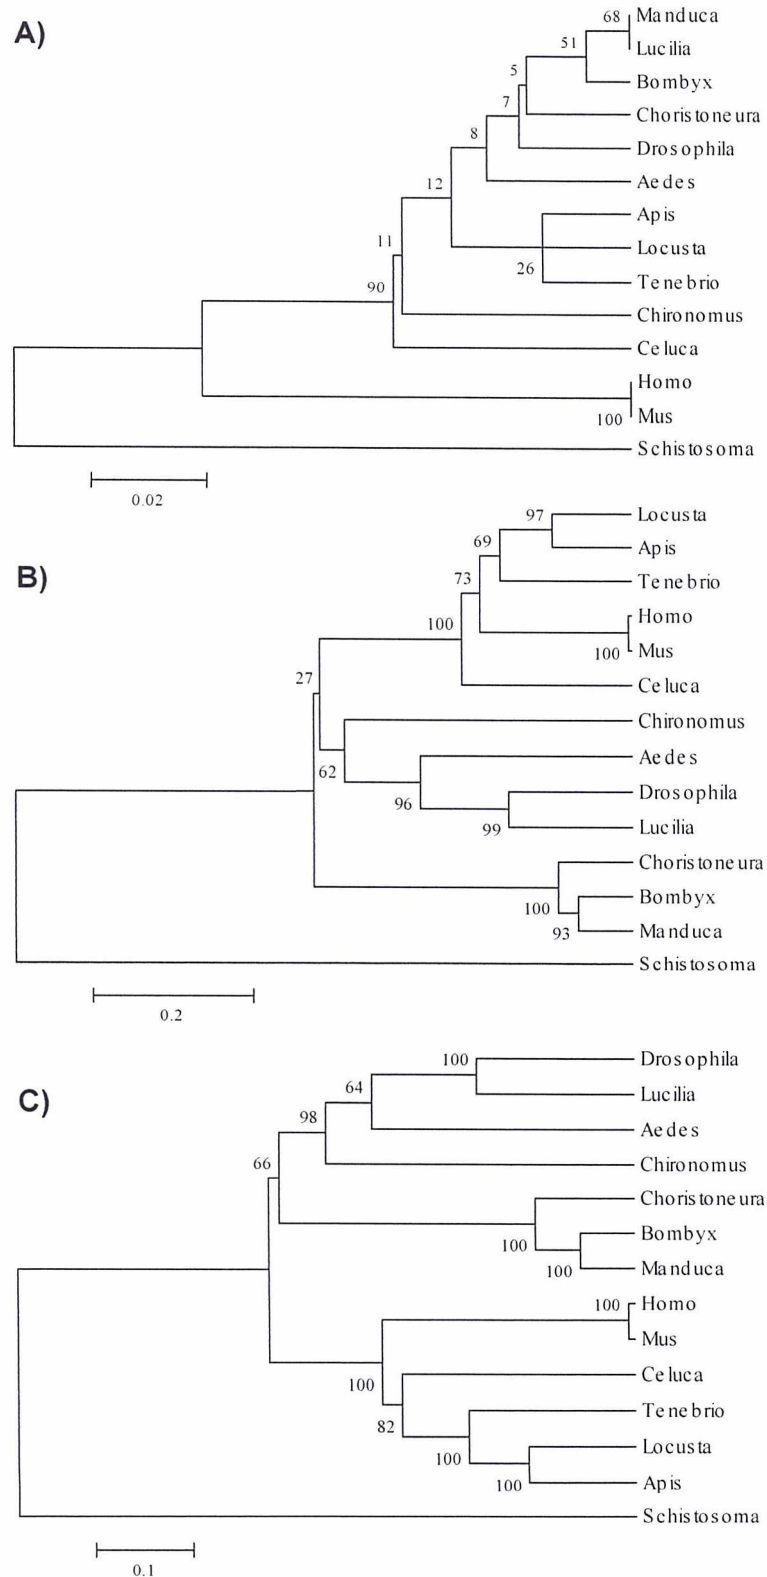 A)
68
Manduca
Lucilia
51
Bombyx
5
Choristoneura
7
Drosophila
8
Aedes
12
Apis
Locusta
26
Tenebrio
11
Chironomus
90
Celuca
Homo
100
Mus
Schistosoma
0.02
B)
97
Locusta
Apis
69
Tenebrio
73
Homo
100
Mus
100
Celuca
27
Chironomus
62
Aedes
96
Drosophila
99
Lucilia
Choristoneura
100
Bombyx
93
Manduca
Schistosoma
0.2
C)
100
Drosophila
Lucilia
64
Aedes
98
Chironomus
66
Choristoneura
100
Bombyx
100
Manduca
100
Homo
Mus
100
Celuca
82
Tenebrio
100
Locusta
100
Apis
Schistosoma
0.1